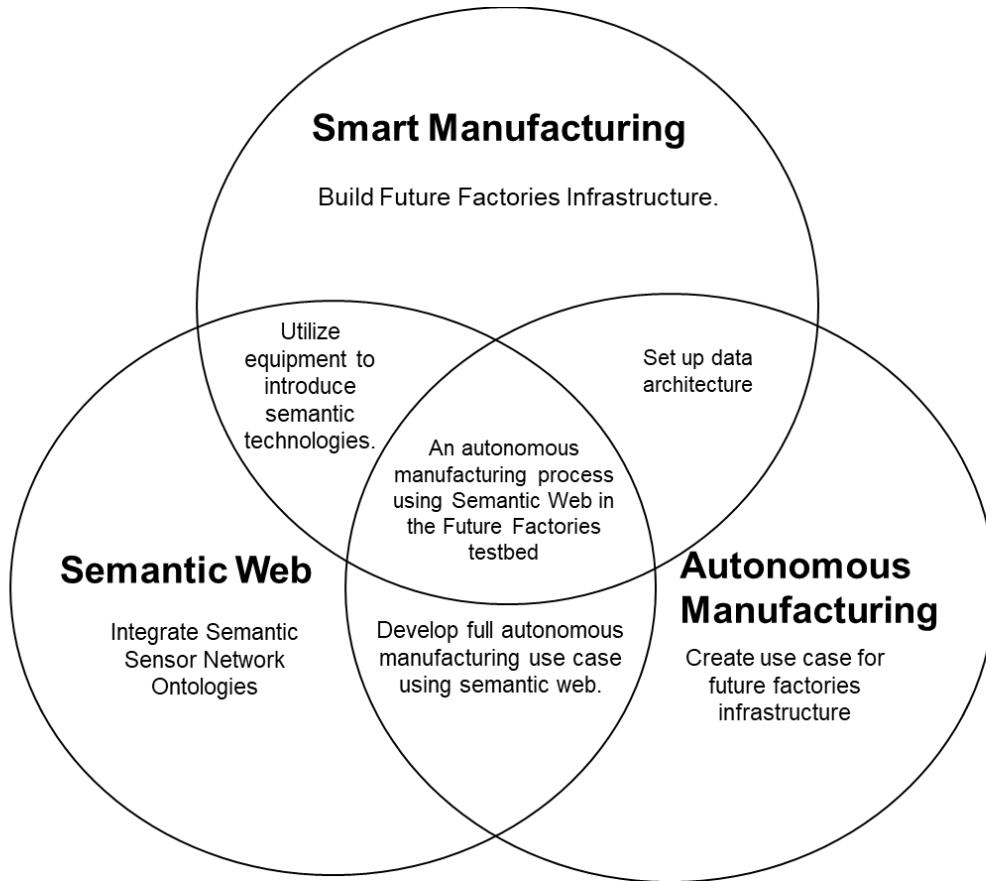 Smart Manufacturing
Build Future Factories Infrastructure.
Utilize
equipment to
introduce
semantic
technologies.
Set up data
architecture
An autonomous
manufacturing process
using Semantic Web in
the Future Factories
testbed
Semantic Web
Integrate Semantic
Sensor Network
Ontologies
Develop full autonomous
manufacturing use case
using semantic web.
Autonomous
Manufacturing
Create use case for
future factories
infrastructure